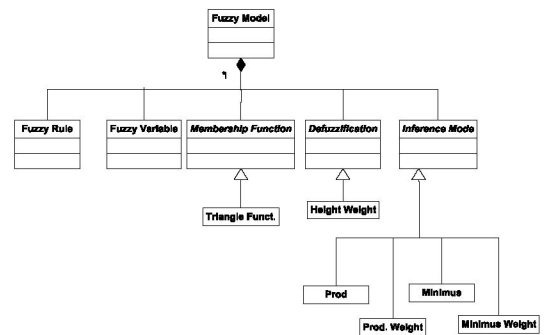 Fuzzy Model
1
Fuzzy Rule
Fuzzy Variable
Membership Function
Defuzzification
Inference Mode
Triangle Funct.
Height Weight
Prod
Minimus
Prod. Weight
Minimus Weight